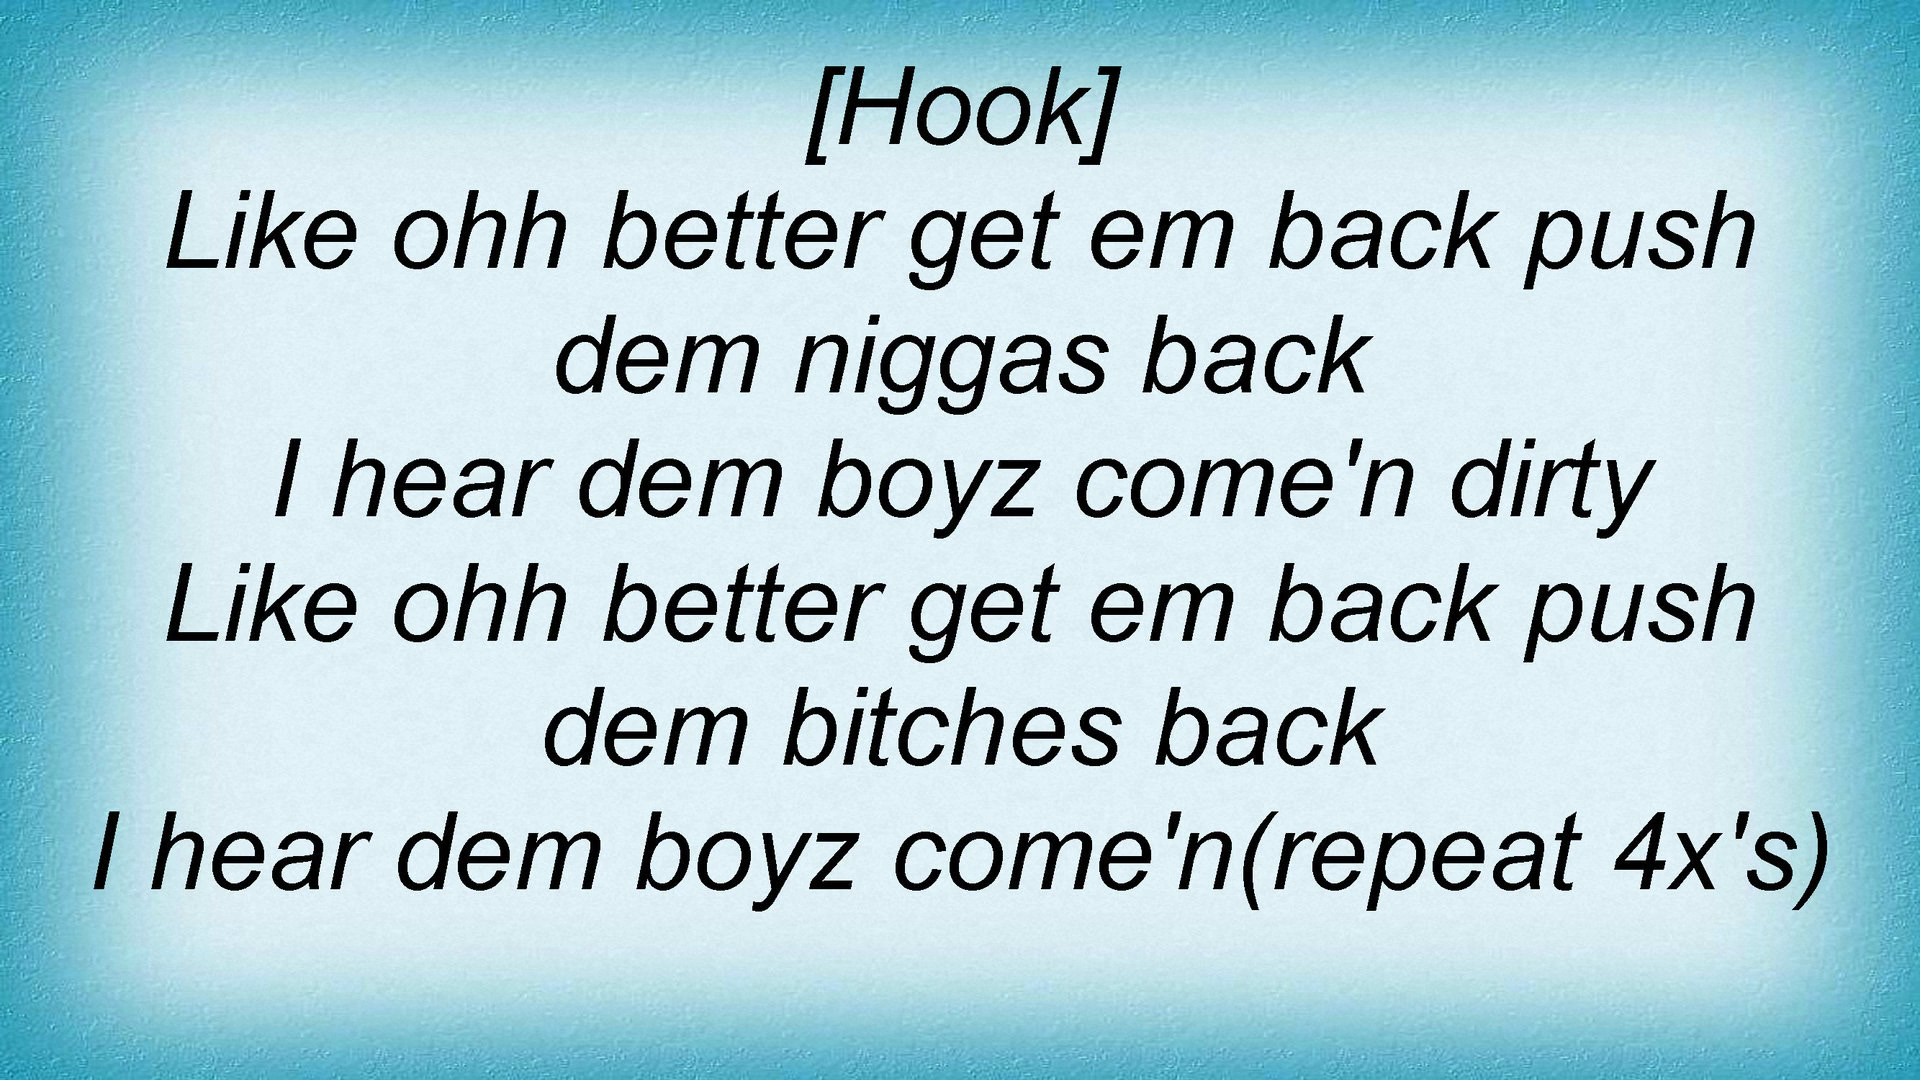 [Hook]
Like ohh better get em back push
dem niggas back
I hear dem boyz come'n dirty
Like ohh better get em back push
dem bitches back
I hear dem boyz come'n(repeat 4x's)